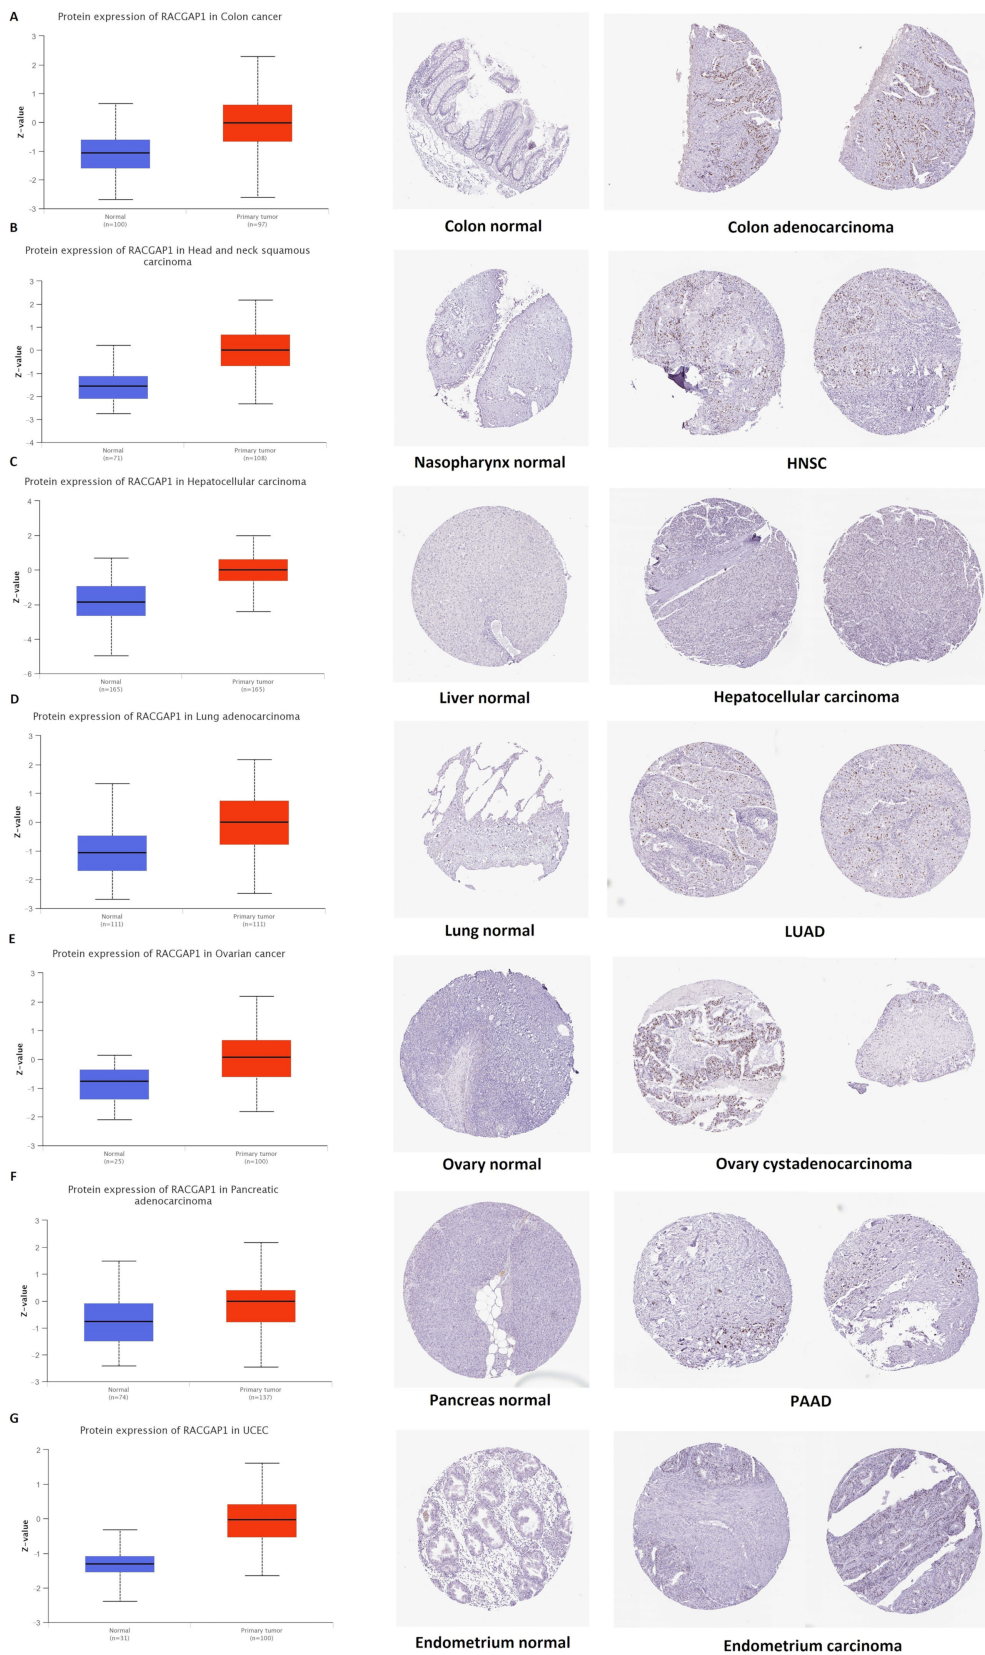 A
Protein expression of RACGAP1 in Colon cancer
3
2
1
0
-1
-2
-3
Z-value
Normal
(n=100)
Primary tumor
(n=97)
Colon normal
Colon adenocarcinoma
B
Protein expression of RACGAP1 in Head and neck squamous
carcinoma
3
2
1
0
-1
-2
-3
-4
Z-value
Normal
(n=71)
Primary tumor
(n=108)
Nasopharynx normal
HNSC
C
Protein expression of RACGAP1 in Hepatocellular carcinoma
4
2
0
-2
-4
-6
Z-value
Normal
(n=165)
Primary tumor
(n=165)
Liver normal
Hepatocellular carcinoma
D
Protein expression of RACGAP1 in Lung adenocarcinoma
3
2
1
0
-1
-2
-3
Z-value
Normal
(n=111)
Primary tumor
(n=111)
Lung normal
LUAD
E
Protein expression of RACGAP1 in Ovarian cancer
3
2
1
0
-1
-2
-3
Z-value
Normal
(n=25)
Primary tumor
(n=100)
Ovary normal
Ovary cystadenocarcinoma
F
Protein expression of RACGAP1 in Pancreatic
adenocarcinoma
3
2
1
0
-1
-2
-3
Z-value
Normal
(n=74)
Primary tumor
(n=137)
Pancreas normal
PAAD
G
Protein expression of RACGAP1 in UCEC
2
1
0
-1
-2
-3
Z-value
Normal
(n=31)
Primary tumor
(n=100)
Endometrium normal
Endometrium carcinoma